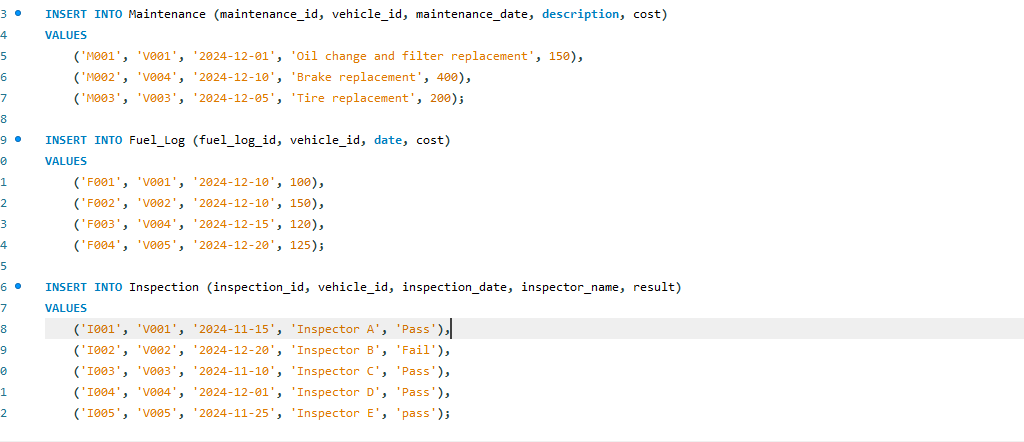 3 INSERT INTO Maintenance (maintenance_id, vehicle_id, maintenance_date, description, cost)
4 VALUES
5 ('M001', 'V001', '2024-12-01', 'Oil change and filter replacement', 150),
6 ('M002', 'V004', '2024-12-10', 'Brake replacement', 400),
7 ('M003', 'V003', '2024-12-05', 'Tire replacement', 200);
8
9 INSERT INTO Fuel_Log (fuel_log_id, vehicle_id, date, cost)
0 VALUES
1 ('F001', 'V001', '2024-12-10', 100),
2 ('F002', 'V002', '2024-12-10', 150),
3 ('F003', 'V004', '2024-12-15', 120),
4 ('F004', 'V005', '2024-12-20', 125);
5
6 INSERT INTO Inspection (inspection_id, vehicle_id, inspection_date, inspector_name, result)
7 VALUES
8 ('I001', 'V001', '2024-11-15', 'Inspector A', 'Pass'),
9 ('I002', 'V002', '2024-12-20', 'Inspector B', 'Fail'),
0 ('I003', 'V003', '2024-11-10', 'Inspector C', 'Pass'),
1 ('I004', 'V004', '2024-12-01', 'Inspector D', 'Pass'),
2 ('I005', 'V005', '2024-11-25', 'Inspector E', 'pass');